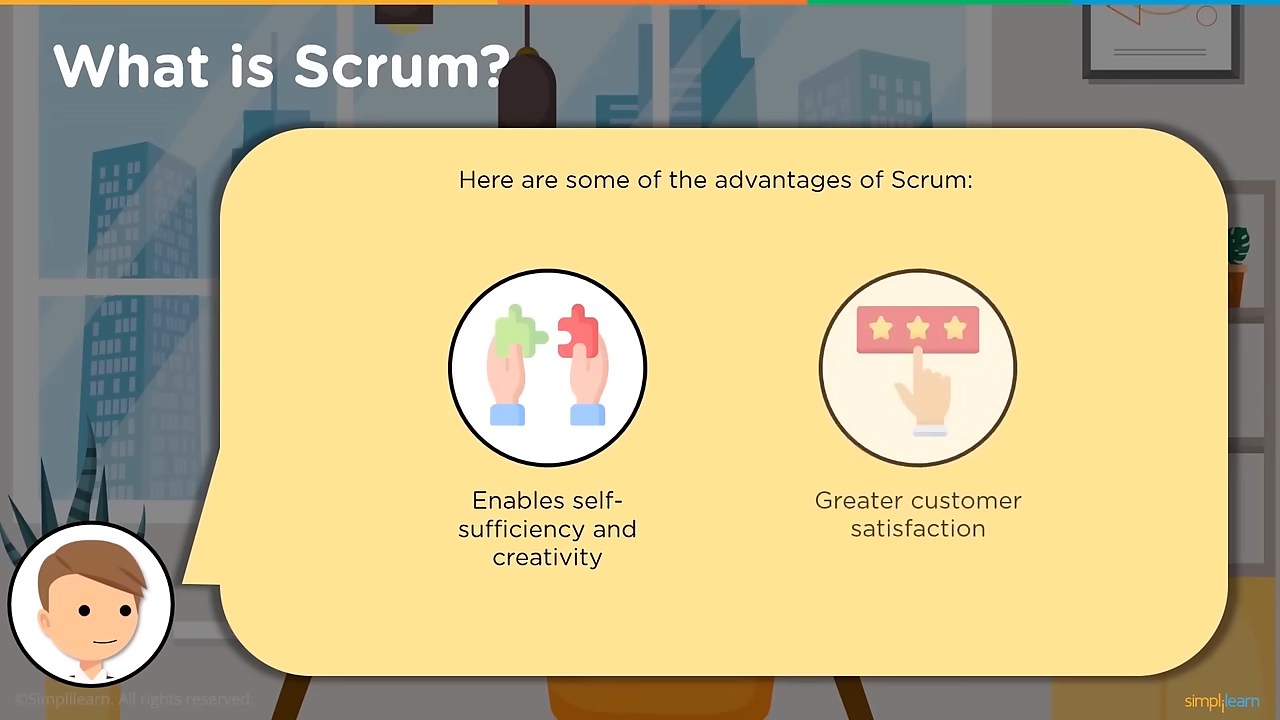 What is Scrum?
Here are some of the advantages of Scrum:
Enables self-
sufficiency and
creativity
Greater customer
satisfaction
©Simplilearn. All rights reserved.
simplilearn